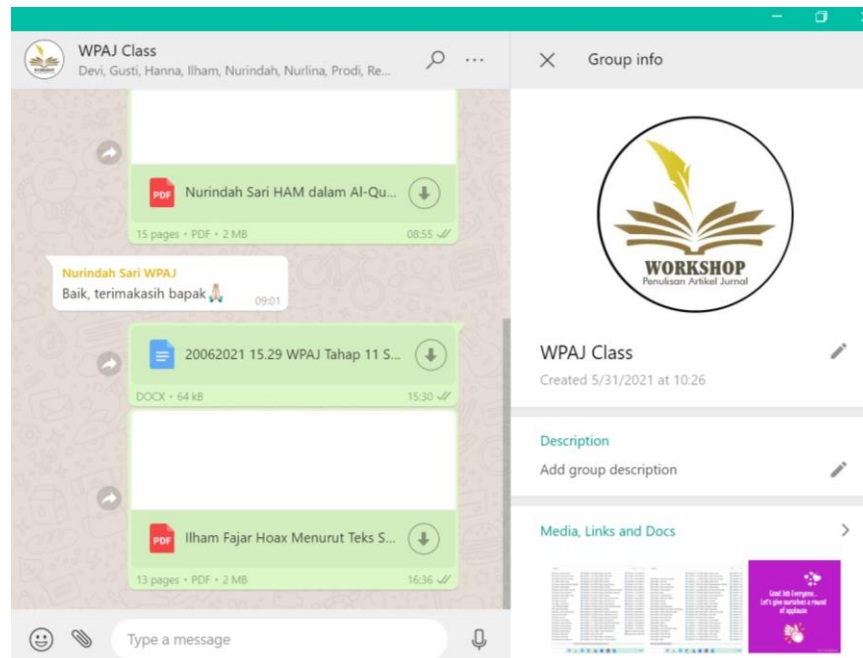 WPAJ Class
Devi, Gusti, Hanna, Ilham, Nurindah, Nurlina, Prodi, Re...
PDF
Nurindah Sari HAM dalam Al-Qu...
15 pages • PDF • 2 MB
08:55
Nurindah Sari WPAJ
Baik, terimakasih bapak
09:01
20062021 15.29 WPAJ Tahap 11 S...
DOCX • 64 kB
15:30
PDF
Ilham Fajar Hoax Menurut Teks S...
13 pages • PDF • 2 MB
16:36
Type a message
Group info
WORKSHOP
Penulisan Artikel Jurnal
WPAJ Class
Created 5/31/2021 at 10:26
Description
Add group description
Media, Links and Docs
Good Job Everyone...
Let's give ourselves a round
of applause